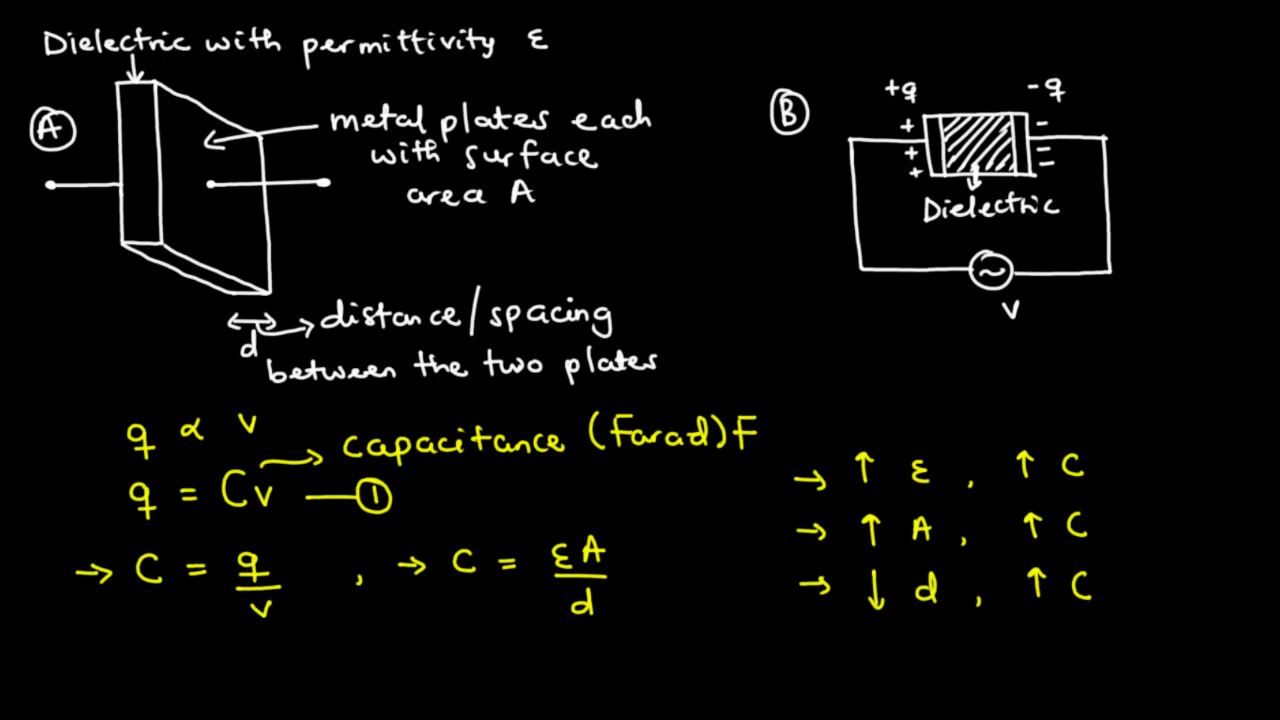 Dielectric with permittivity ε
A
metal plates each
with surface
area A
d
distance/spacing
between the two plates
B
+q
-q
+
+
+
-
-
-
Dielectric
~
v
q ∝ v
capacitance (Farad) F
q = Cv — ①
→ C = q/v , → C = εA/d
→ ↑ ε , ↑ C
→ ↑ A , ↑ C
→ ↓ d , ↑ C